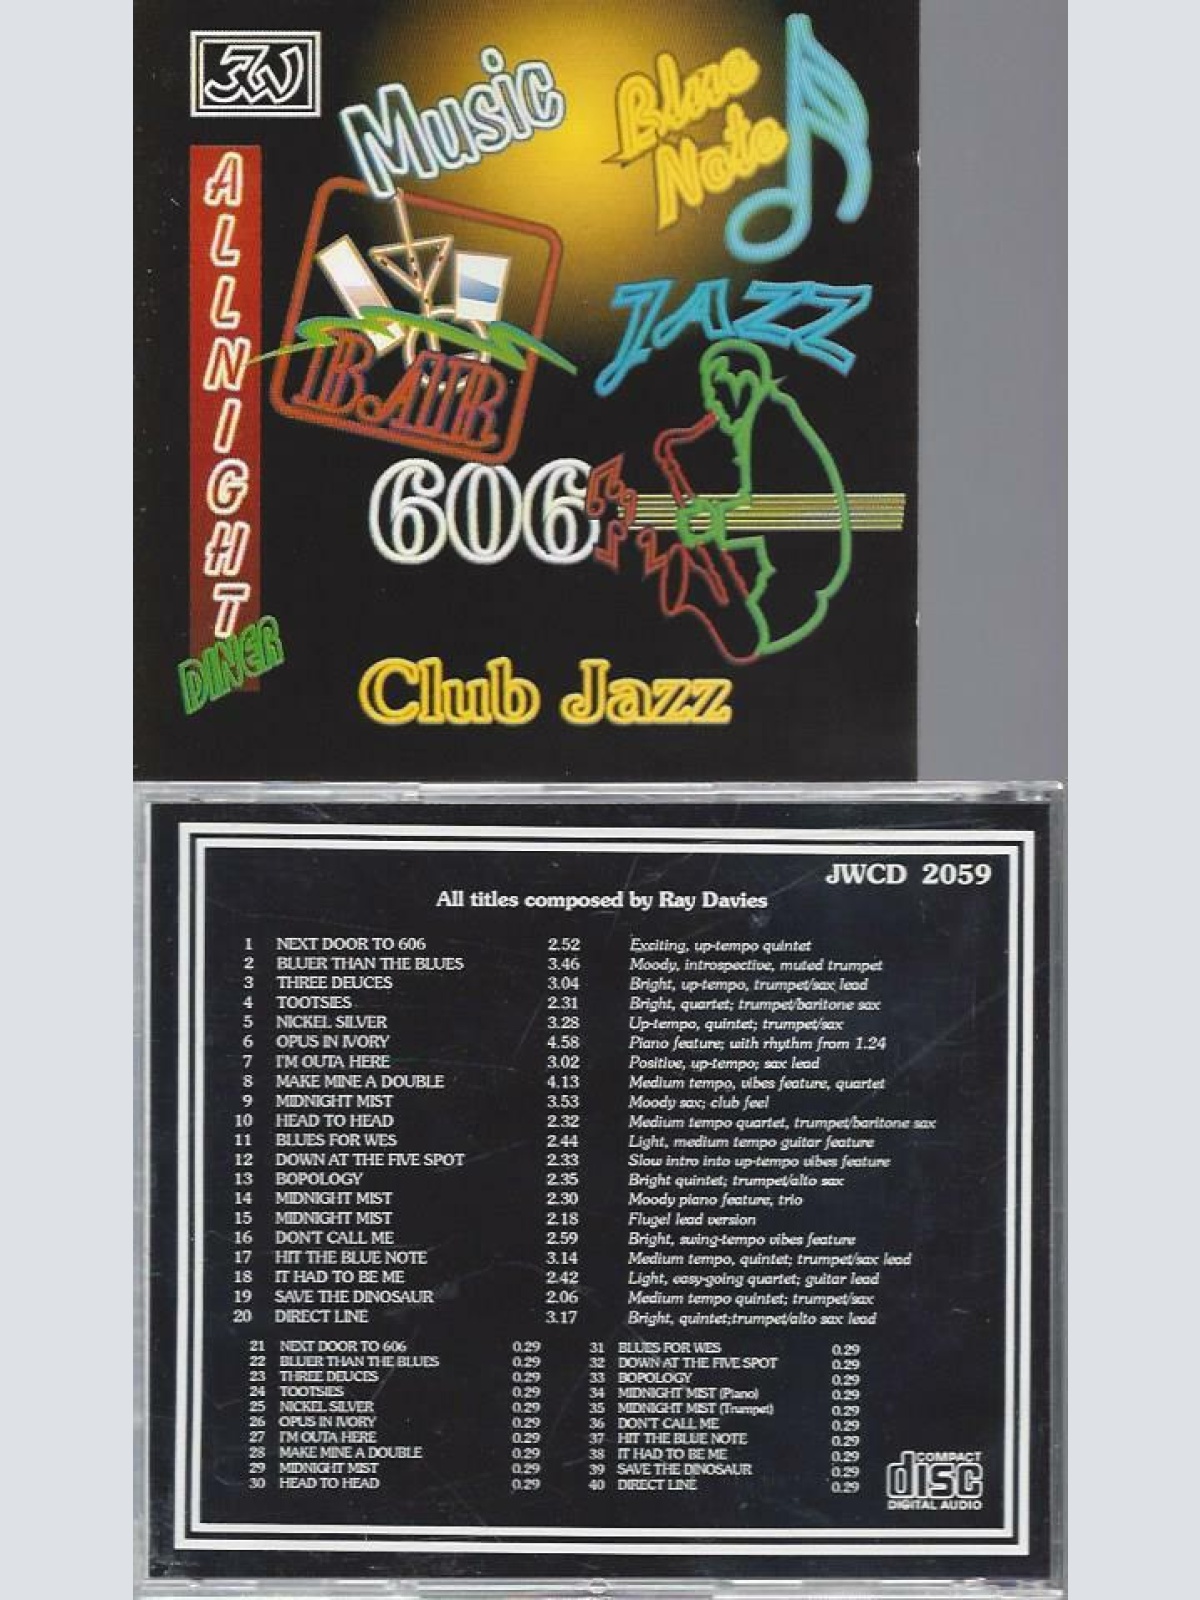 JW
Music
Blue
Note
ALLNIGHT
DINER
BAR
JAZZ
606
Club Jazz
JWCD 2059
All titles composed by Ray Davies
1 NEXT DOOR TO 606 2.52 Exciting, up-tempo quintet
2 BLUER THAN THE BLUES 3.46 Moody, introspective, muted trumpet
3 THREE DEUCES 3.04 Bright, up-tempo, trumpet/sax lead
4 TOOTSIES 2.31 Bright, quartet; trumpet/baritone sax
5 NICKEL SILVER 3.28 Up-tempo, quintet; trumpet/sax
6 OPUS IN IVORY 4.58 Piano feature; with rhythm from 1.24
7 I'M OUTA HERE 3.02 Positive, up-tempo; sax lead
8 MAKE MINE A DOUBLE 4.13 Medium tempo, vibes feature, quartet
9 MIDNIGHT MIST 3.53 Moody sax; club feel
10 HEAD TO HEAD 2.32 Medium tempo quartet, trumpet/baritone sax
11 BLUES FOR WES 2.44 Light, medium tempo guitar feature
12 DOWN AT THE FIVE SPOT 2.33 Slow intro into up-tempo vibes feature
13 BOPOLOGY 2.35 Bright quintet; trumpet/alto sax
14 MIDNIGHT MIST 2.30 Moody piano feature, trio
15 MIDNIGHT MIST 2.18 Flugel lead version
16 DON'T CALL ME 2.59 Bright, swing-tempo vibes feature
17 HIT THE BLUE NOTE 3.14 Medium tempo, quintet; trumpet/sax lead
18 IT HAD TO BE ME 2.42 Light, easy-going quartet; guitar lead
19 SAVE THE DINOSAUR 2.06 Medium tempo quintet; trumpet/sax
20 DIRECT LINE 3.17 Bright, quintet;trumpet/alto sax lead
21 NEXT DOOR TO 606 0.29 31 BLUES FOR WES 0.29
22 BLUER THAN THE BLUES 0.29 32 DOWN AT THE FIVE SPOT 0.29
23 THREE DEUCES 0.29 33 BOPOLOGY 0.29
24 TOOTSIES 0.29 34 MIDNIGHT MIST (Piano) 0.29
25 NICKEL SILVER 0.29 35 MIDNIGHT MIST (Trumpet) 0.29
26 OPUS IN IVORY 0.29 36 DON'T CALL ME 0.29
27 I'M OUTA HERE 0.29 37 HIT THE BLUE NOTE 0.29
28 MAKE MINE A DOUBLE 0.29 38 IT HAD TO BE ME 0.29
29 MIDNIGHT MIST 0.29 39 SAVE THE DINOSAUR 0.29
30 HEAD TO HEAD 0.29 40 DIRECT LINE 0.29
COMPACT
disc
DIGITAL AUDIO